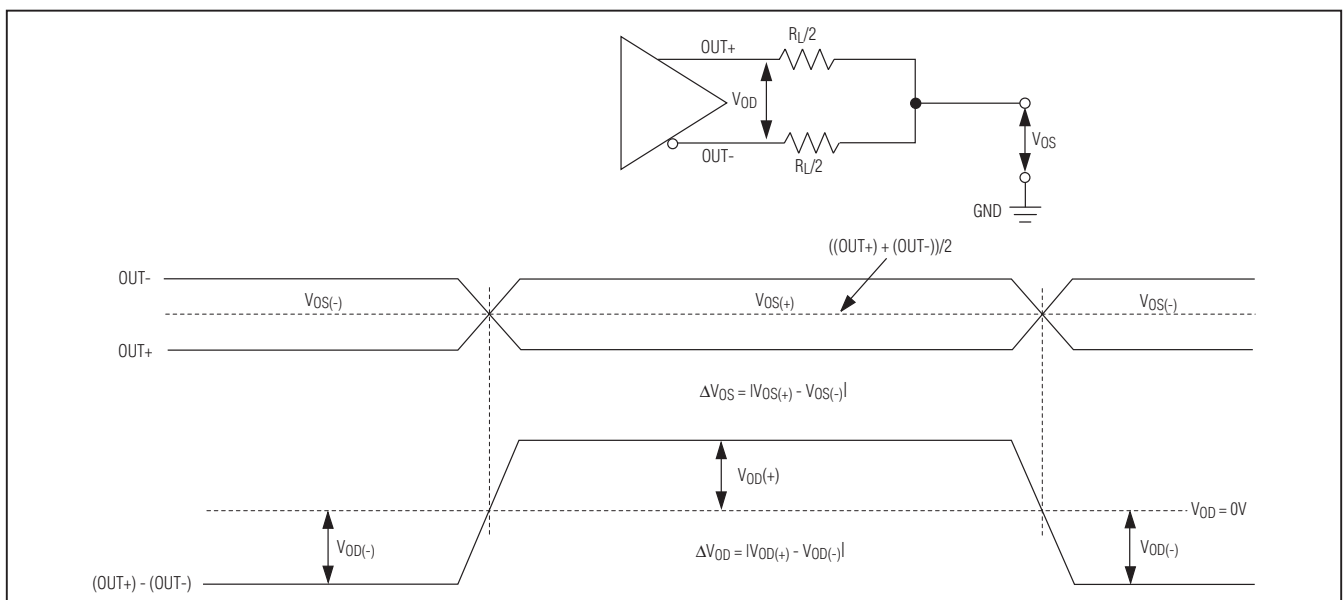 RL/2
OUT+
VOD
OUT-
RL/2
VOS
GND
((OUT+) + (OUT-))/2
OUT-
VOS(-)
VOS(+)
VOS(-)
OUT+
ΔVOS = |VOS(+) - VOS(-)|
VOD(+)
VOD = 0V
VOD(-)
ΔVOD = |VOD(+) - VOD(-)|
VOD(-)
(OUT+) - (OUT-)